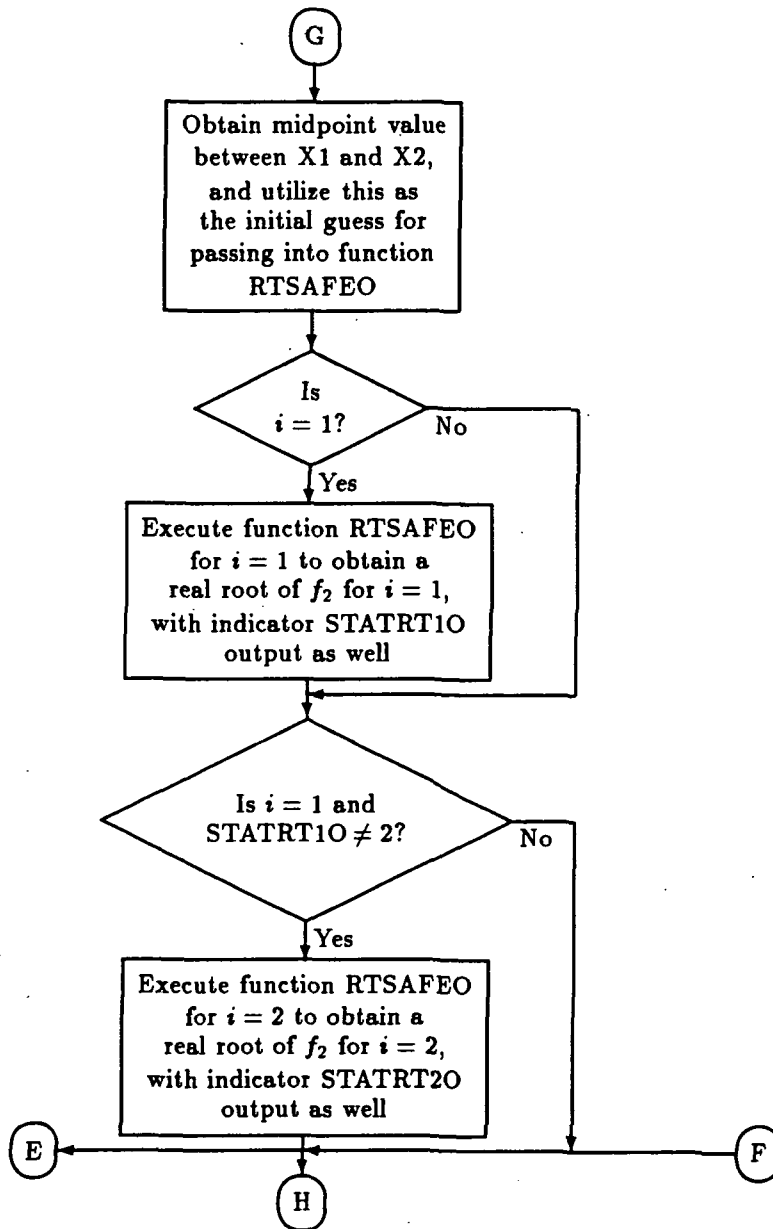 G
Obtain midpoint value
between X1 and X2,
and utilize this as
the initial guess for
passing into function
RTSAFEO
Is
i = 1?
No
Yes
Execute function RTSAFEO
for i = 1 to obtain a
real root of f₂ for i = 1,
with indicator STATRT1O
output as well
Is i = 1 and
STATRT1O ≠ 2?
No
Yes
Execute function RTSAFEO
for i = 2 to obtain a
real root of f₂ for i = 2,
with indicator STATRT2O
output as well
E
F
H